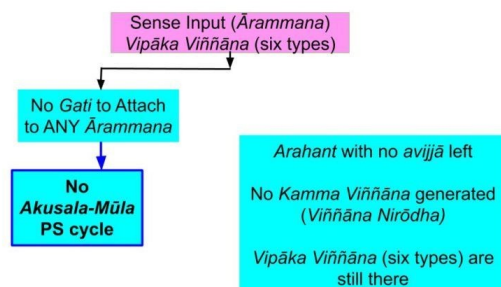 Sense Input (Ārammana)
Vipāka Viññāna (six types)
No Gati to Attach
to ANY Ārammana
No
Akusala-Mūla
PS cycle
Arahant with no avijjā left
No Kamma Viññāna generated
(Viññāna Nirōdha)
Vipāka Viññāna (six types) are
still there